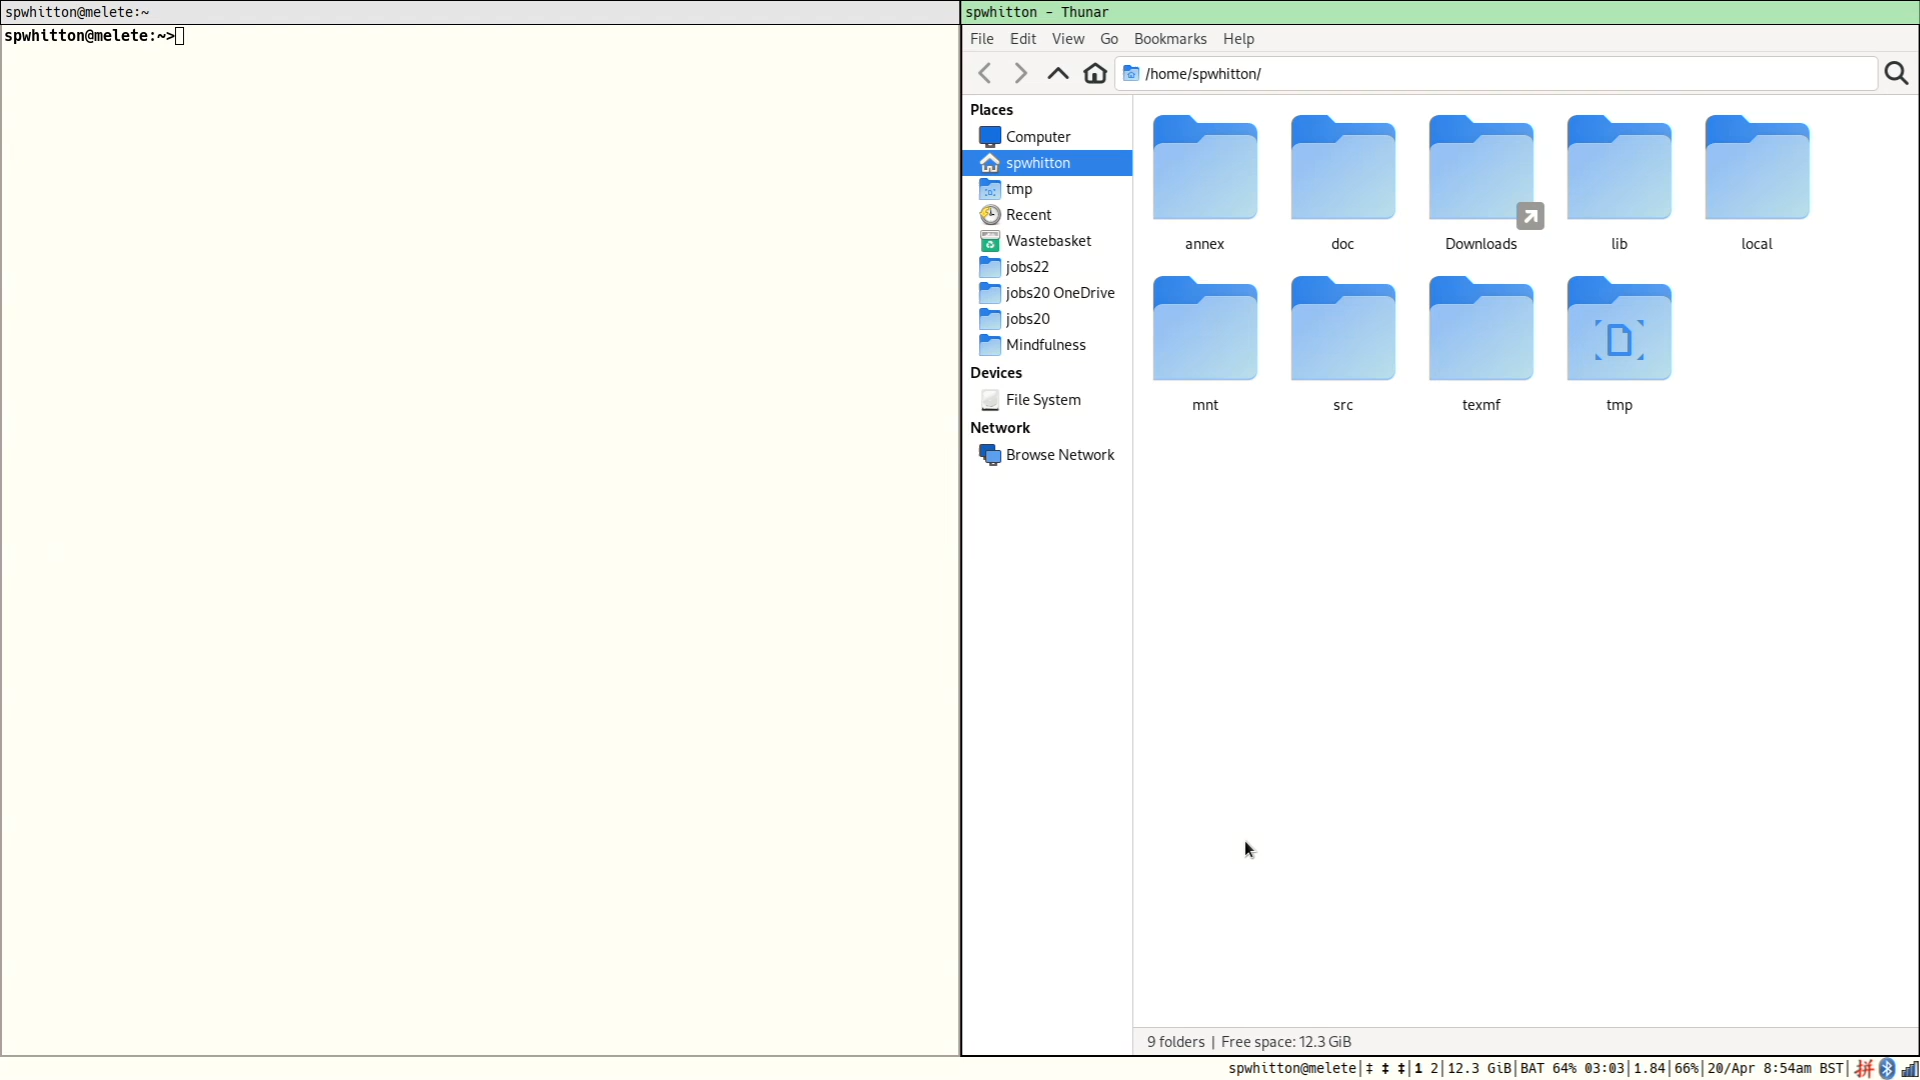 spwhitton@melete:~
spwhitton@melete:~>
spwhitton - Thunar
File Edit View Go Bookmarks Help
/home/spwhitton/
Places
Computer
spwhitton
tmp
Recent
Wastebasket
jobs22
jobs20 OneDrive
jobs20
Mindfulness
Devices
File System
Network
Browse Network
annex doc Downloads lib local
mnt src texmf tmp
9 folders | Free space: 12.3 GiB
spwhitton@melete|‡ ‡ ‡|1 2|12.3 GiB|BAT 64% 03:03|1.84|66%|20/Apr 8:54am BST| 拼